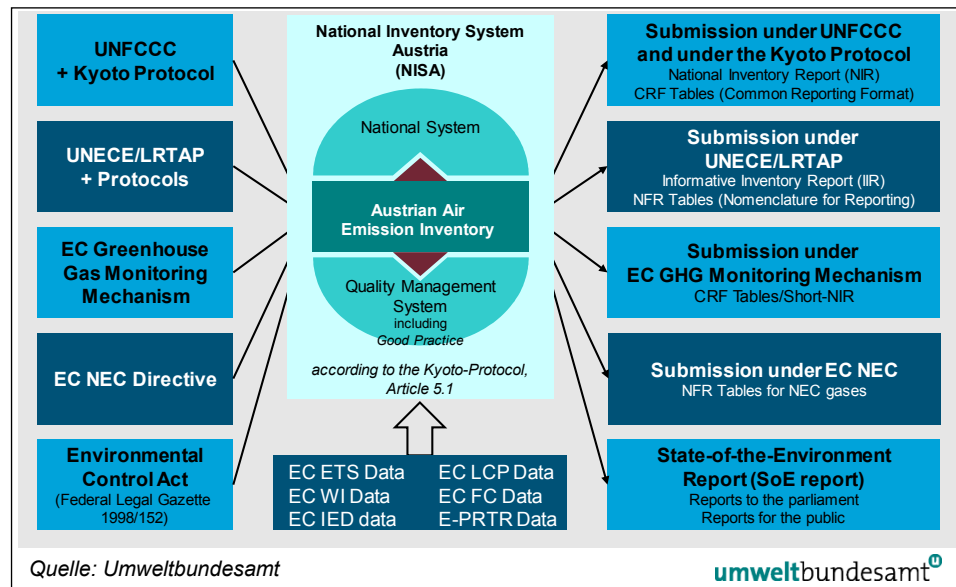 UNFCCC
+ Kyoto Protocol
UNECE/LRTAP
+ Protocols
EC Greenhouse
Gas Monitoring
Mechanism
EC NEC Directive
Environmental
Control Act
(Federal Legal Gazette
1998/152)
National Inventory System
Austria
(NISA)
National System
Austrian Air
Emission Inventory
Quality Management
System
including
Good Practice
according to the Kyoto-Protocol,
Article 5.1
EC ETS Data EC LCP Data
EC WI Data EC FC Data
EC IED data E-PRTR Data
Submission under UNFCCC
and under the Kyoto Protocol
National Inventory Report (NIR)
CRF Tables (Common Reporting Format)
Submission under
UNECE/LRTAP
Informative Inventory Report (IIR)
NFR Tables (Nomenclature for Reporting)
Submission under
EC GHG Monitoring Mechanism
CRF Tables/Short-NIR
Submission under EC NEC
NFR Tables for NEC gases
State-of-the-Environment
Report (SoE report)
Reports to the parliament
Reports for the public
Quelle: Umweltbundesamt
umweltbundesamt u